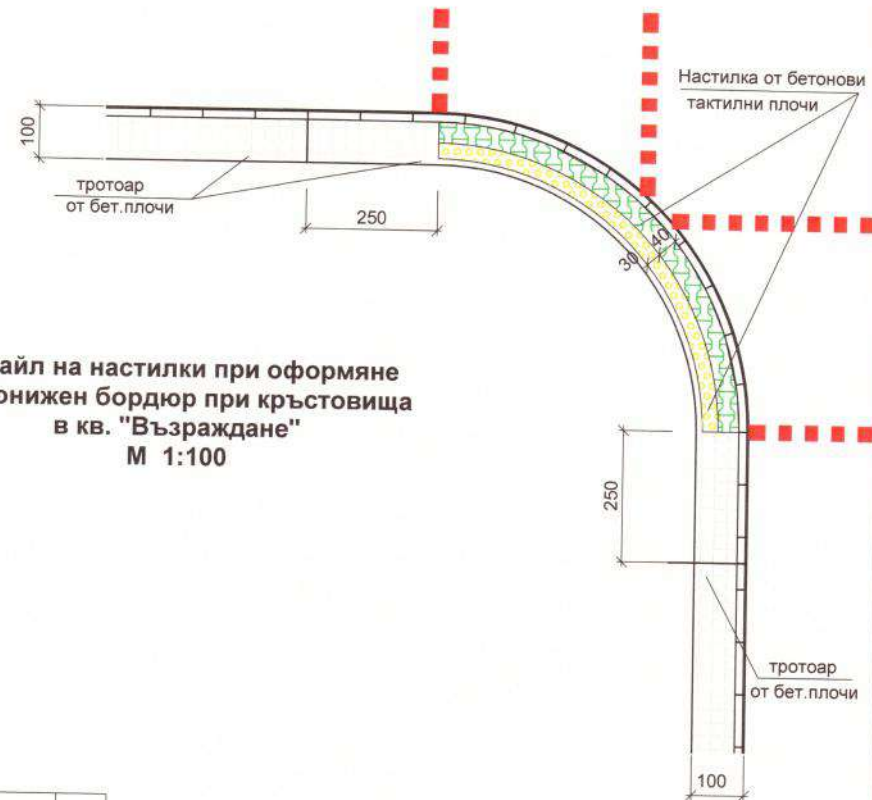 Настилка от бетонови
тактилни плочи
100
тротоар
от бет.плочи
250
40
30
айл на настилки при оформяне
онижен бордюр при кръстовища
в кв. "Възраждане"
М 1:100
250
тротоар
от бет.плочи
100